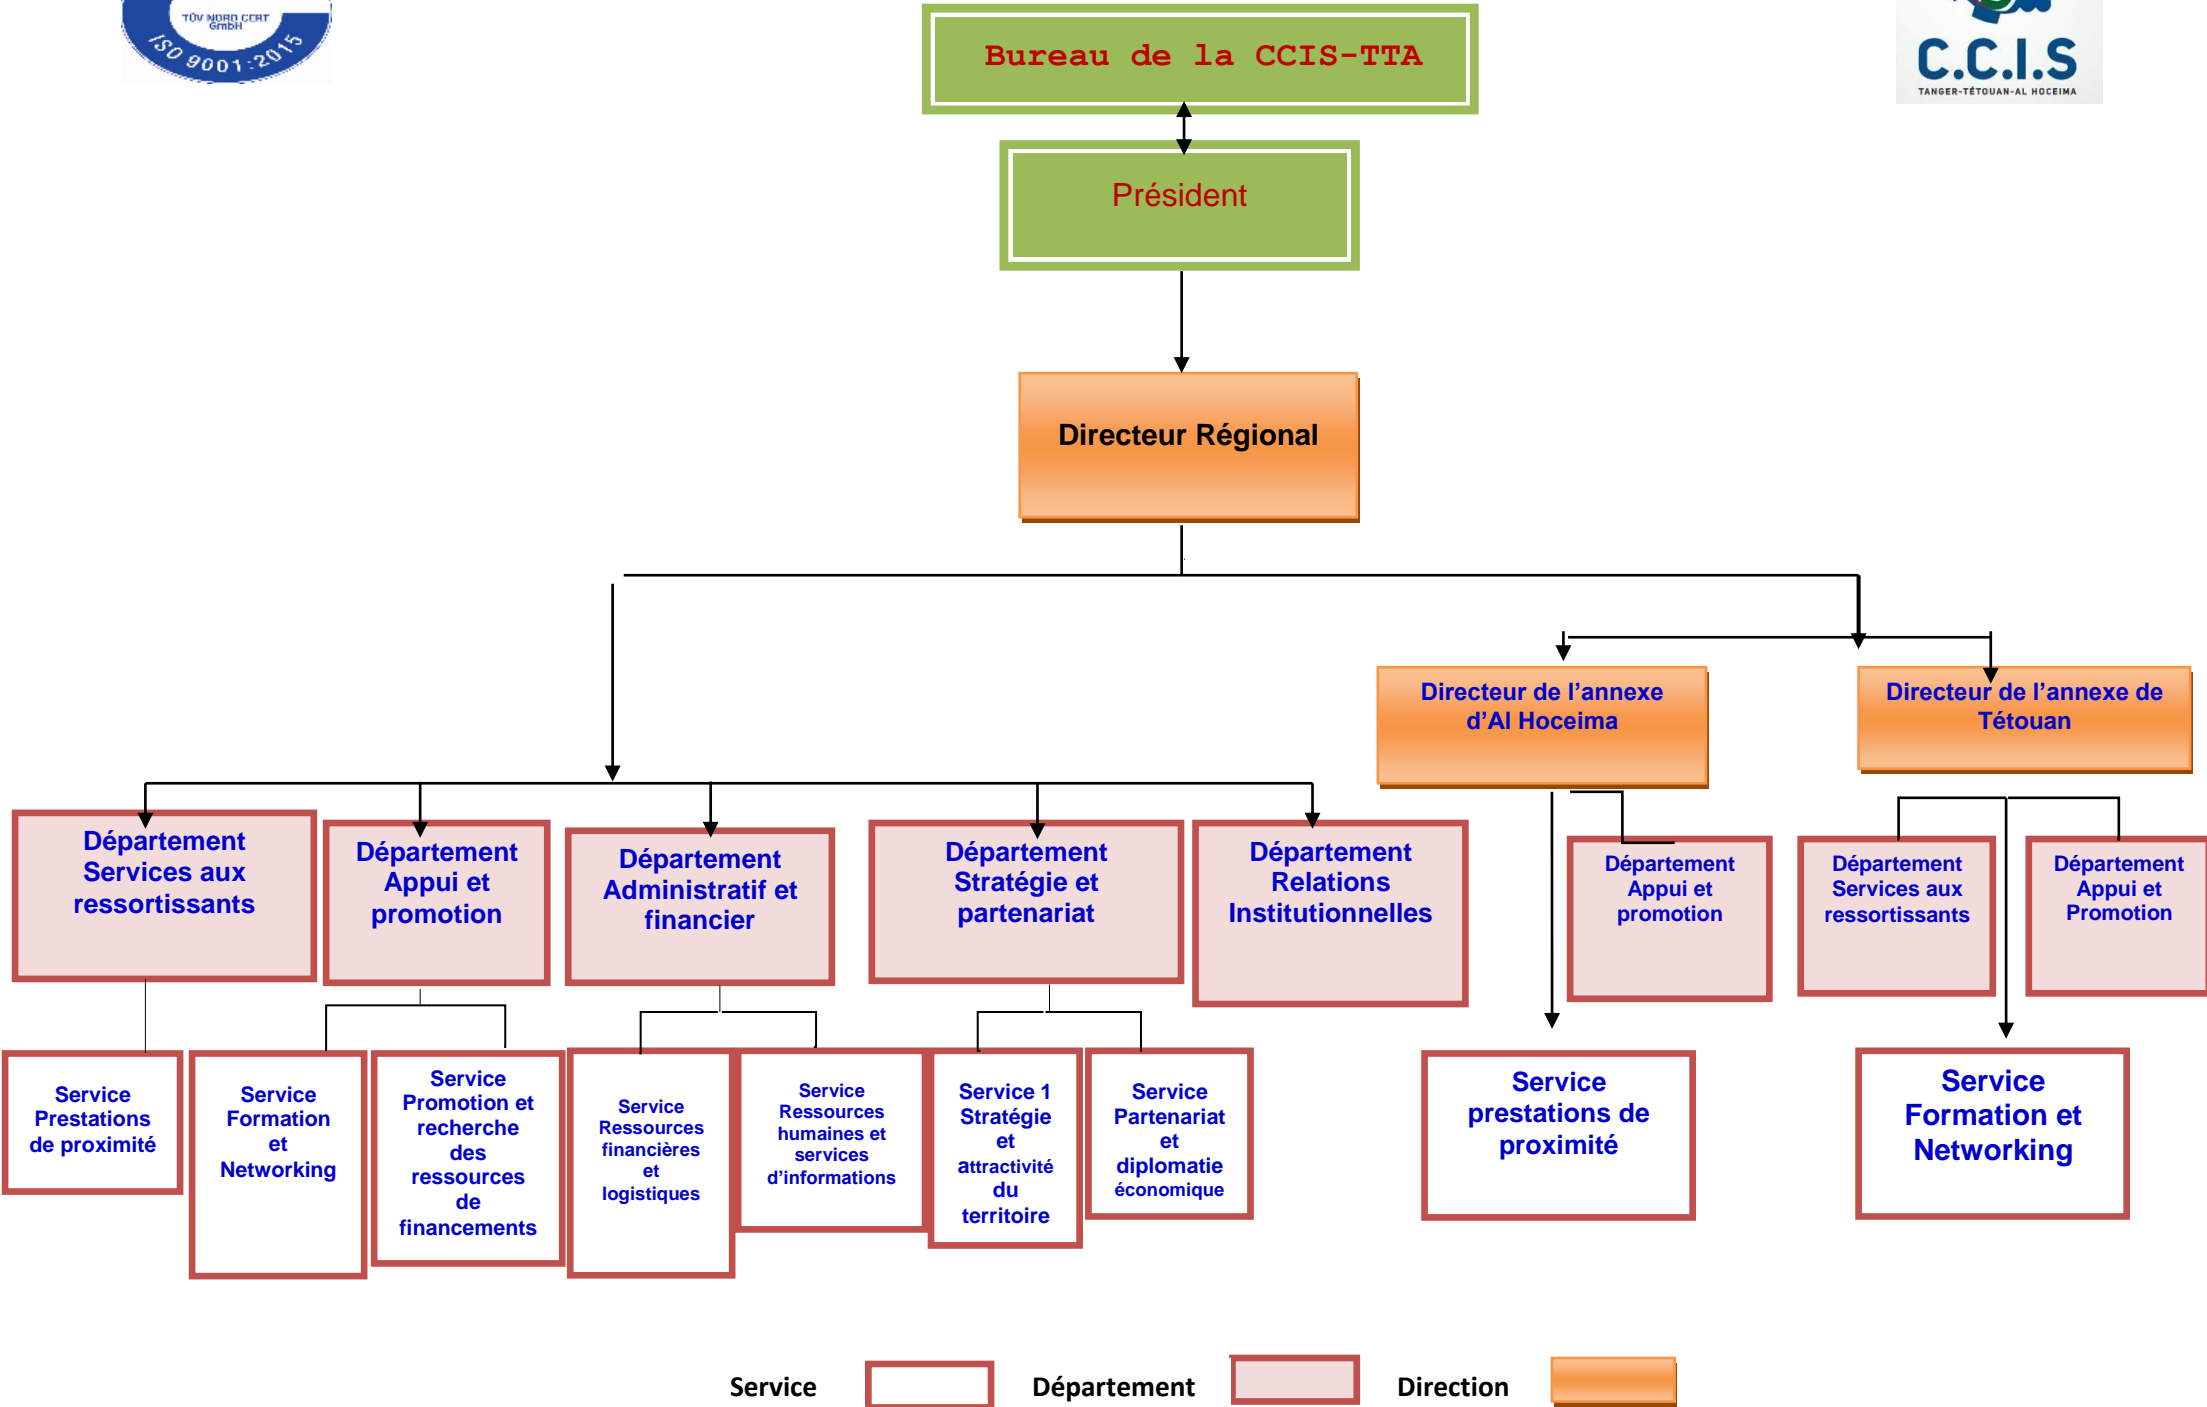 TÜV NORD CERT
GmbH
ISO 9001:2015
C.C.I.S
TANGER-TÉTOUAN-AL HOCEIMA
Bureau de la CCIS-TTA
Président
Directeur Régional
Directeur de l’annexe
d’Al Hoceima
Directeur de l’annexe de
Tétouan
Département
Services aux
ressortissants
Département
Appui et
promotion
Département
Administratif et
financier
Département
Stratégie et
partenariat
Département
Relations
Institutionnelles
Département
Appui et
promotion
Département
Services aux
ressortissants
Département
Appui et
Promotion
Service
Prestations
de proximité
Service
Formation
et
Networking
Service
Promotion et
recherche
des
ressources
de
financements
Service
Ressources
financières
et
logistiques
Service
Ressources
humaines et
services
d’informations
Service 1
Stratégie
et
attractivité
du
territoire
Service
Partenariat
et
diplomatie
économique
Service
prestations de
proximité
Service
Formation et
Networking
Service
Département
Direction